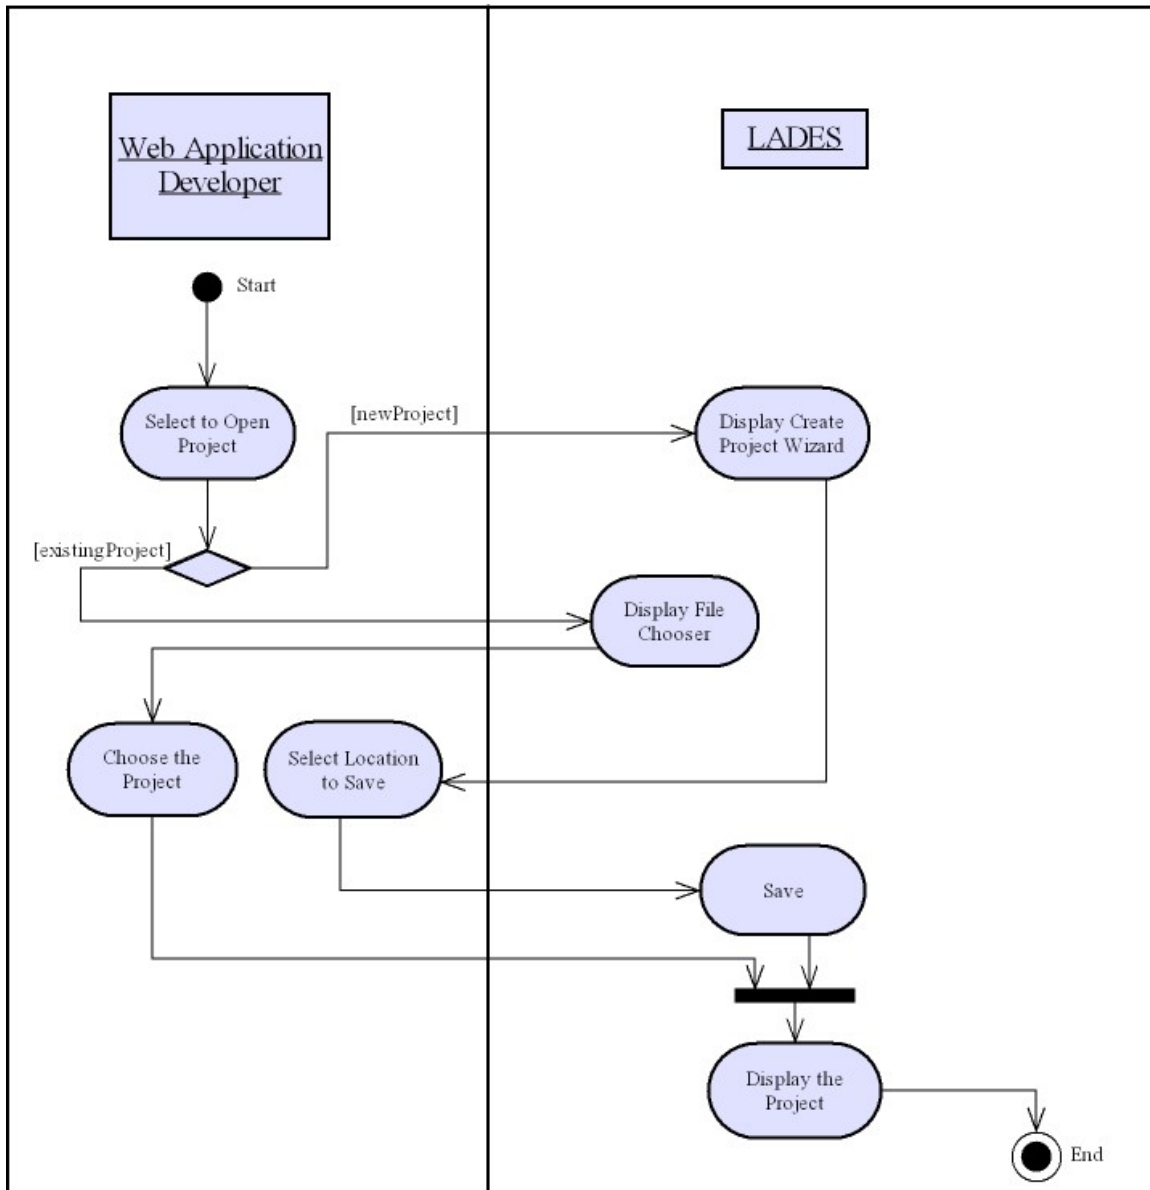 Web Application
Developer
LADES
Start
Select to Open
Project
[newProject]
Display Create
Project Wizard
[existingProject]
Display File
Chooser
Choose the
Project
Select Location
to Save
Save
Display the
Project
End